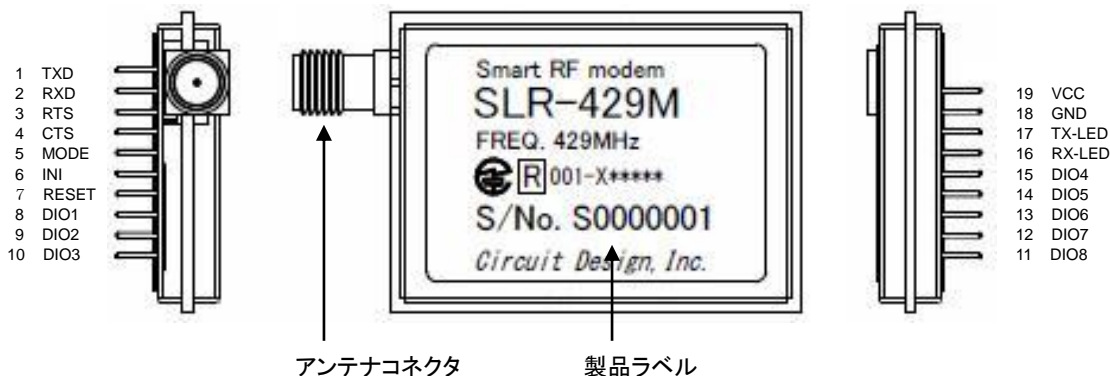 1 TXD
2 RXD
3 RTS
4 CTS
5 MODE
6 INI
7 RESET
8 DIO1
9 DIO2
10 DIO3
Smart RF modem
SLR-429M
FREQ. 429MHz
R 001-X*****
S/No. S0000001
Circuit Design, Inc.
19 VCC
18 GND
17 TX-LED
16 RX-LED
15 DIO4
14 DIO5
13 DIO6
12 DIO7
11 DIO8
アンテナコネクタ
製品ラベル